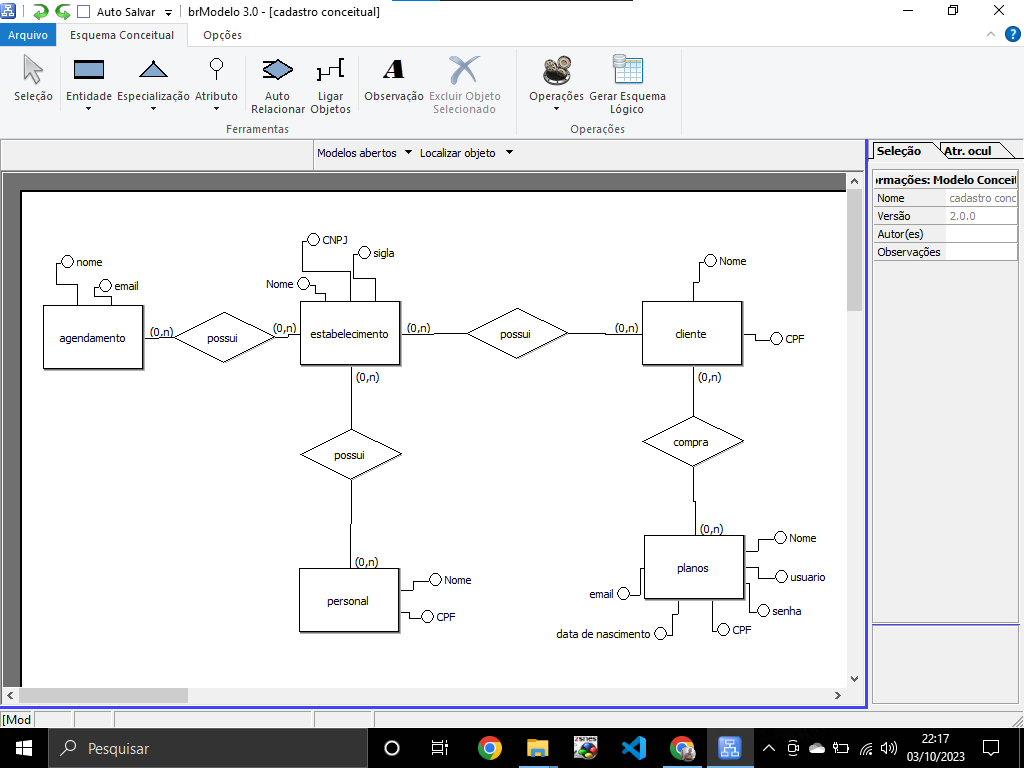 Auto Salvar
brModelo 3.0 - [cadastro conceitual]
Arquivo
Esquema Conceitual
Opções
?
Seleção
Entidade
Especialização
Atributo
Auto
Relacionar
Ligar
Objetos
A
Observação
Excluir Objeto
Selecionado
Operações
Gerar Esquema
Lógico
Ferramentas
Operações
Modelos abertos
Localizar objeto
Seleção
Atr. ocul
ormações: Modelo Conceit
Nome
cadastro conc
Versão
2.0.0
Autor(es)
Observações
CNPJ
sigla
nome
email
Nome
Nome
agendamento
(0,n)
possui
(0,n)
estabelecimento
(0,n)
possui
(0,n)
cliente
CPF
(0,n)
(0,n)
possui
compra
(0,n)
(0,n)
personal
Nome
CPF
planos
Nome
usuario
email
senha
data de nascimento
CPF
[Mod
Pesquisar
22:17
03/10/2023